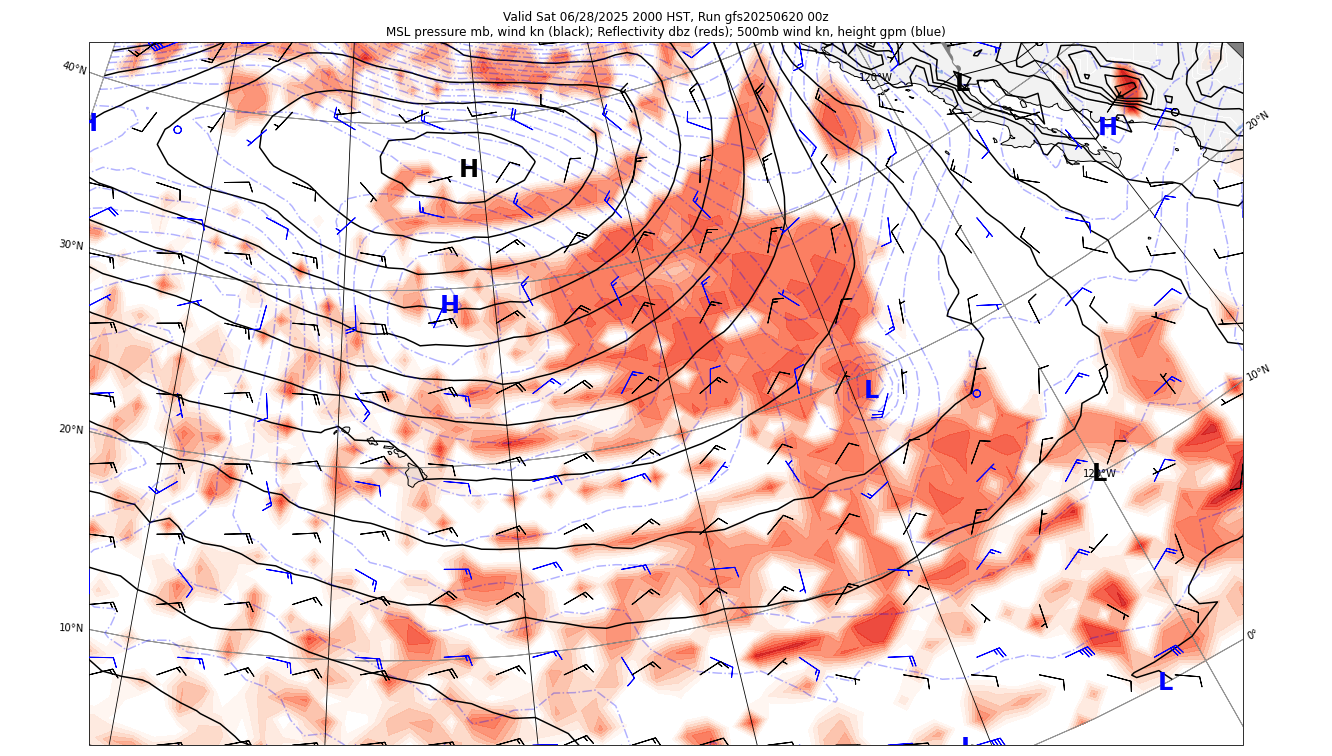 Valid Sat 06/28/2025 2000 HST, Run gfs20250620 00z
MSL pressure mb, wind kn (black); Reflectivity dbz (reds); 500mb wind kn, height gpm (blue)
40°N
120°W
L
20°N
H
H
H
30°N
H
10°N
L
20°N
L
120°W
10°N
0°
L
L